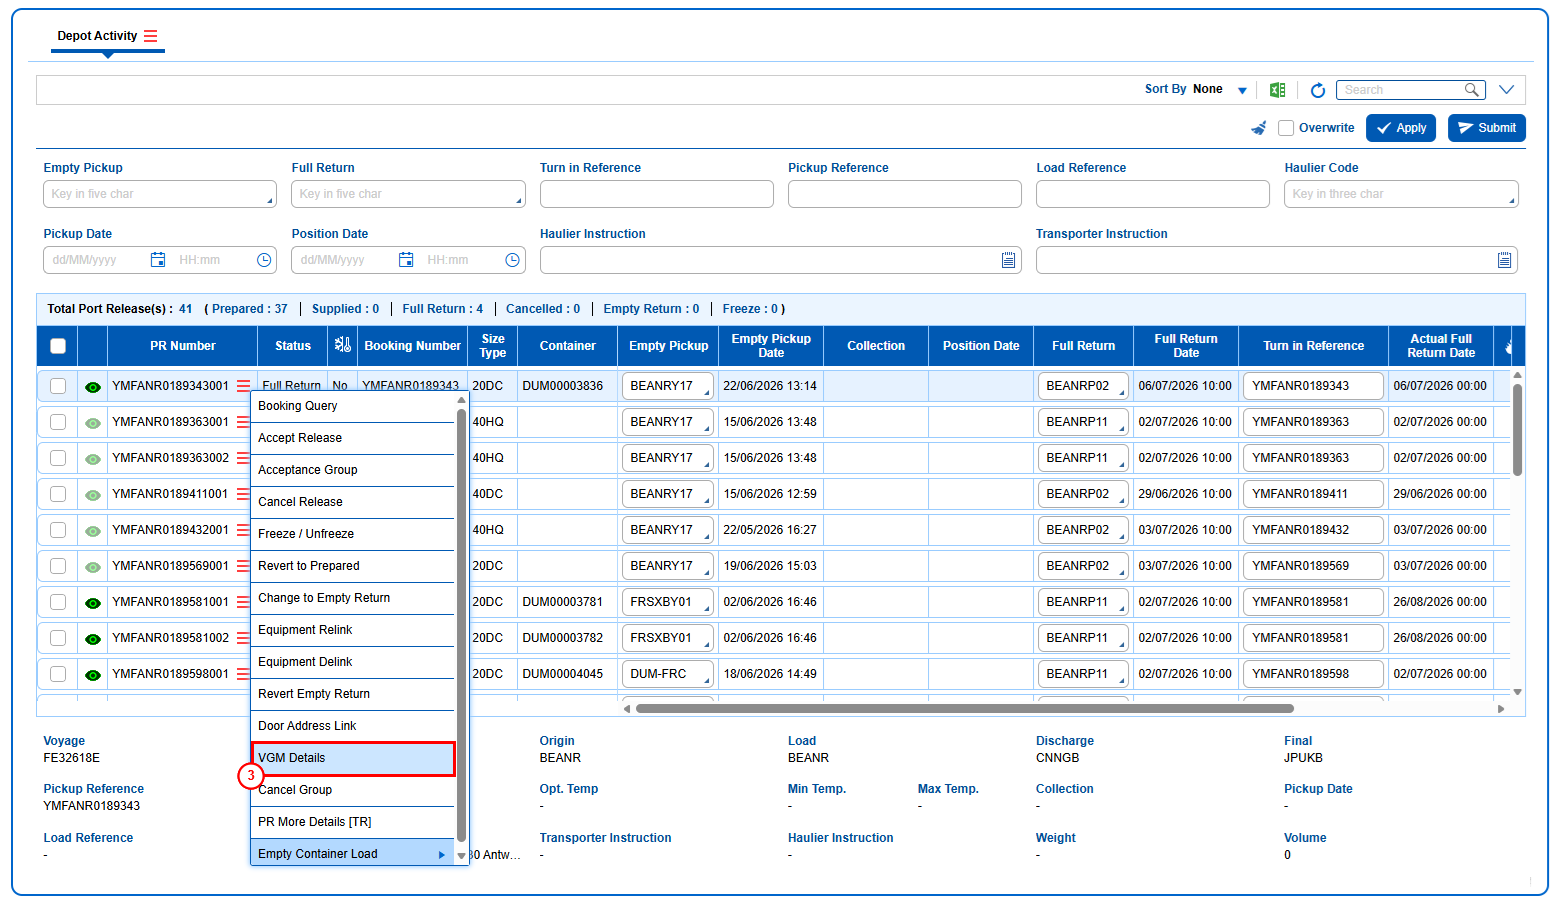 Depot Activity
Sort By None
Search
Overwrite Apply Submit
Empty Pickup Full Return Turn in Reference Pickup Reference Load Reference Haulier Code
Key in five char Key in five char Key in three char
Pickup Date Position Date Haulier Instruction Transporter Instruction
dd/MM/yyyy HH:mm dd/MM/yyyy HH:mm
Total Port Release(s) : 41 ( Prepared : 37 | Supplied : 0 | Full Return : 4 | Cancelled : 0 | Empty Return : 0 | Freeze : 0 )
PR Number Status Booking Number Size Type Container Empty Pickup Empty Pickup Date Collection Position Date Full Return Full Return Date Turn in Reference Actual Full Return Date
YMFANR0189343001 Full Return No YMFANR0189343 20DC DUM00003836 BEANRY17 22/06/2026 13:14 BEANRP02 06/07/2026 10:00 YMFANR0189343 06/07/2026 00:00
YMFANR0189363001 40HQ BEANRY17 15/06/2026 13:48 BEANRP11 02/07/2026 10:00 YMFANR0189363 02/07/2026 00:00
YMFANR0189363002 40HQ BEANRY17 15/06/2026 13:48 BEANRP11 02/07/2026 10:00 YMFANR0189363 02/07/2026 00:00
YMFANR0189411001 40DC BEANRY17 15/06/2026 12:59 BEANRP02 29/06/2026 10:00 YMFANR0189411 29/06/2026 00:00
YMFANR0189432001 40HQ BEANRY17 22/05/2026 16:27 BEANRP02 03/07/2026 10:00 YMFANR0189432 03/07/2026 00:00
YMFANR0189569001 20DC BEANRY17 19/06/2026 15:03 BEANRP02 03/07/2026 10:00 YMFANR0189569 03/07/2026 00:00
YMFANR0189581001 20DC DUM00003781 FRSXBY01 02/06/2026 16:46 BEANRP11 02/07/2026 10:00 YMFANR0189581 26/08/2026 00:00
YMFANR0189581002 20DC DUM00003782 FRSXBY01 02/06/2026 16:46 BEANRP11 02/07/2026 10:00 YMFANR0189581 26/08/2026 00:00
YMFANR0189598001 20DC DUM00004045 DUM-FRC 18/06/2026 14:49 BEANRP11 02/07/2026 10:00 YMFANR0189598 02/07/2026 00:00
Booking Query
Accept Release
Acceptance Group
Cancel Release
Freeze / Unfreeze
Revert to Prepared
Change to Empty Return
Equipment Relink
Equipment Delink
Revert Empty Return
Door Address Link
VGM Details
3
Cancel Group
PR More Details [TR]
Empty Container Load
Voyage Origin Load Discharge Final
FE32618E BEANR BEANR CNNGB JPUKB
Pickup Reference Opt. Temp Min Temp. Max Temp. Collection Pickup Date
YMFANR0189343 - - - - -
Load Reference Transporter Instruction Haulier Instruction Weight Volume
- 30 Antw... - - - 0